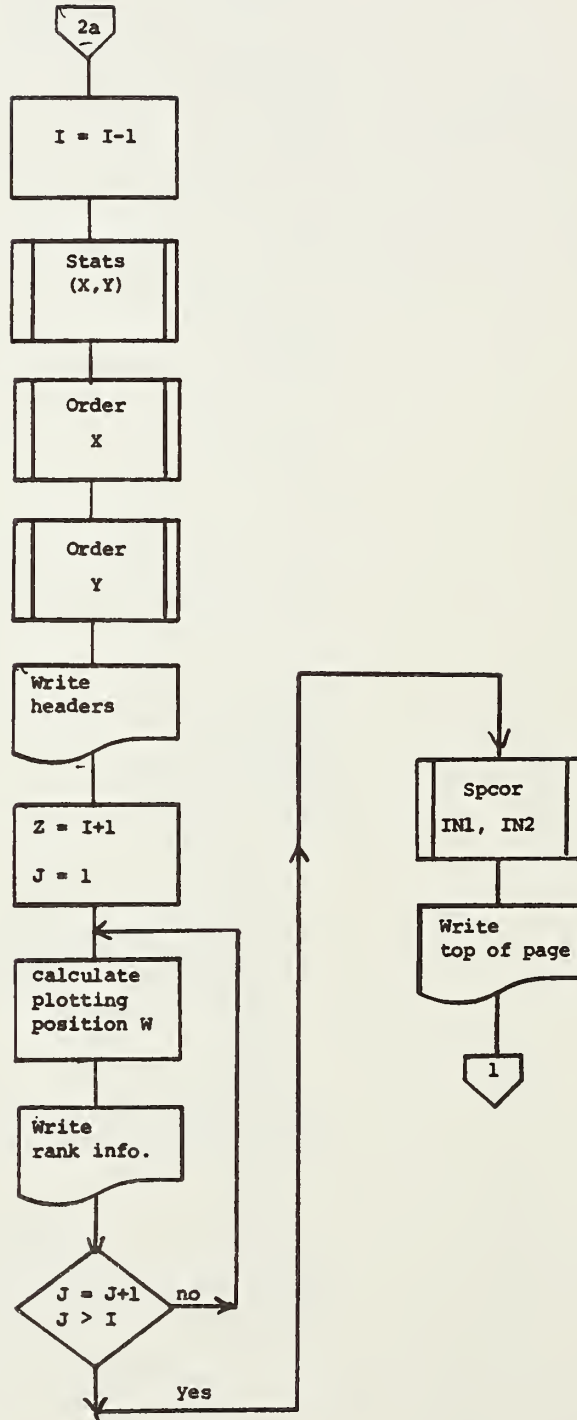 2a
I = I-1
Stats
(X,Y)
Order
X
Order
Y
Write
headers
Z = I+1
J = 1
calculate
plotting
position W
Write
rank info.
J = J+1
J > I
no
yes
Spcor
IN1, IN2
Write
top of page
1